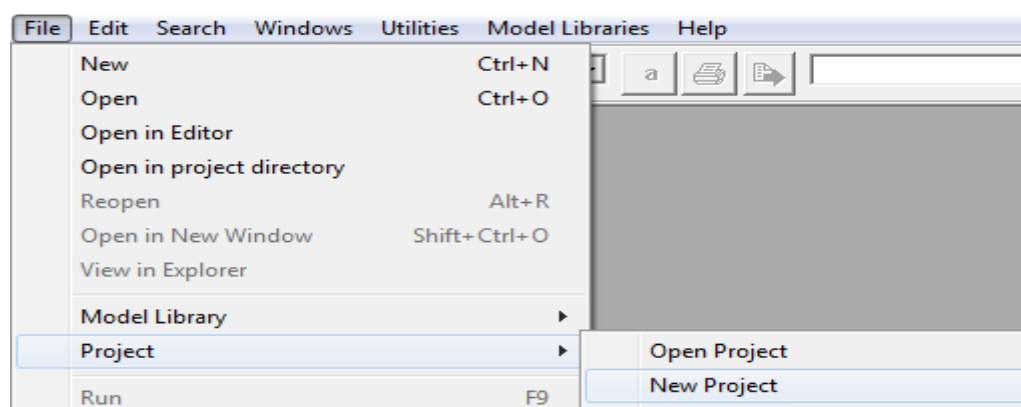 File Edit Search Windows Utilities Model Libraries Help
New Ctrl+N
a
Open Ctrl+O
Open in Editor
Open in project directory
Reopen Alt+R
Open in New Window Shift+Ctrl+O
View in Explorer
Model Library
Project
Open Project
New Project
Run F9